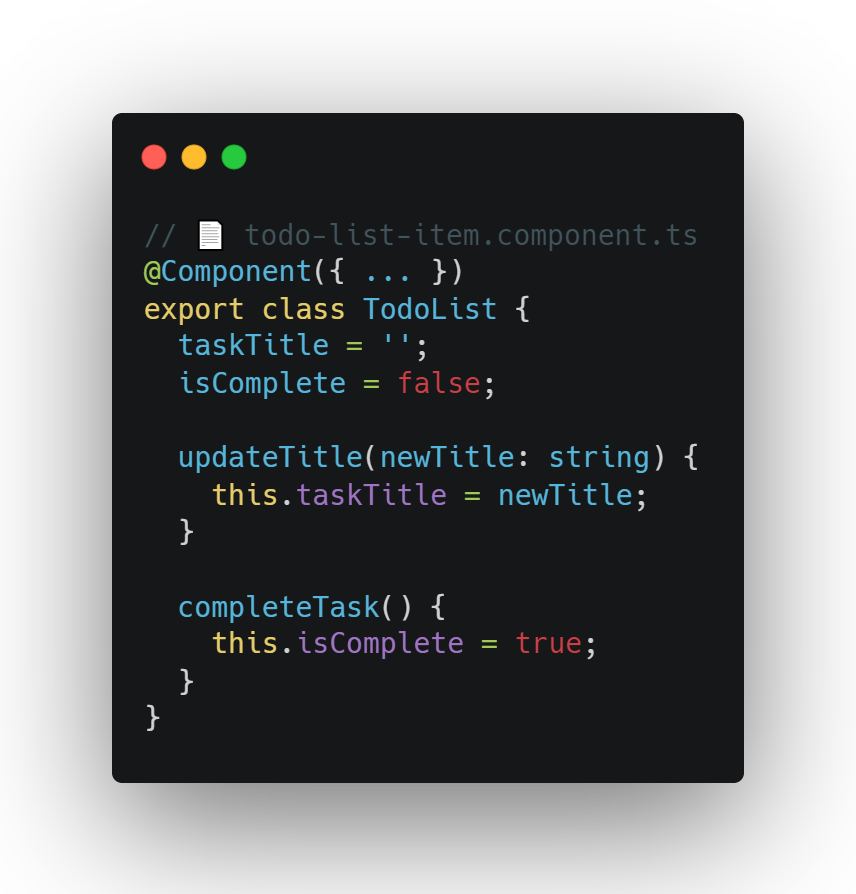 // 📄 todo-list-item.component.ts
@Component({ ... })
export class TodoList {
  taskTitle = '';
  isComplete = false;

  updateTitle(newTitle: string) {
    this.taskTitle = newTitle;
  }

  completeTask() {
    this.isComplete = true;
  }
}